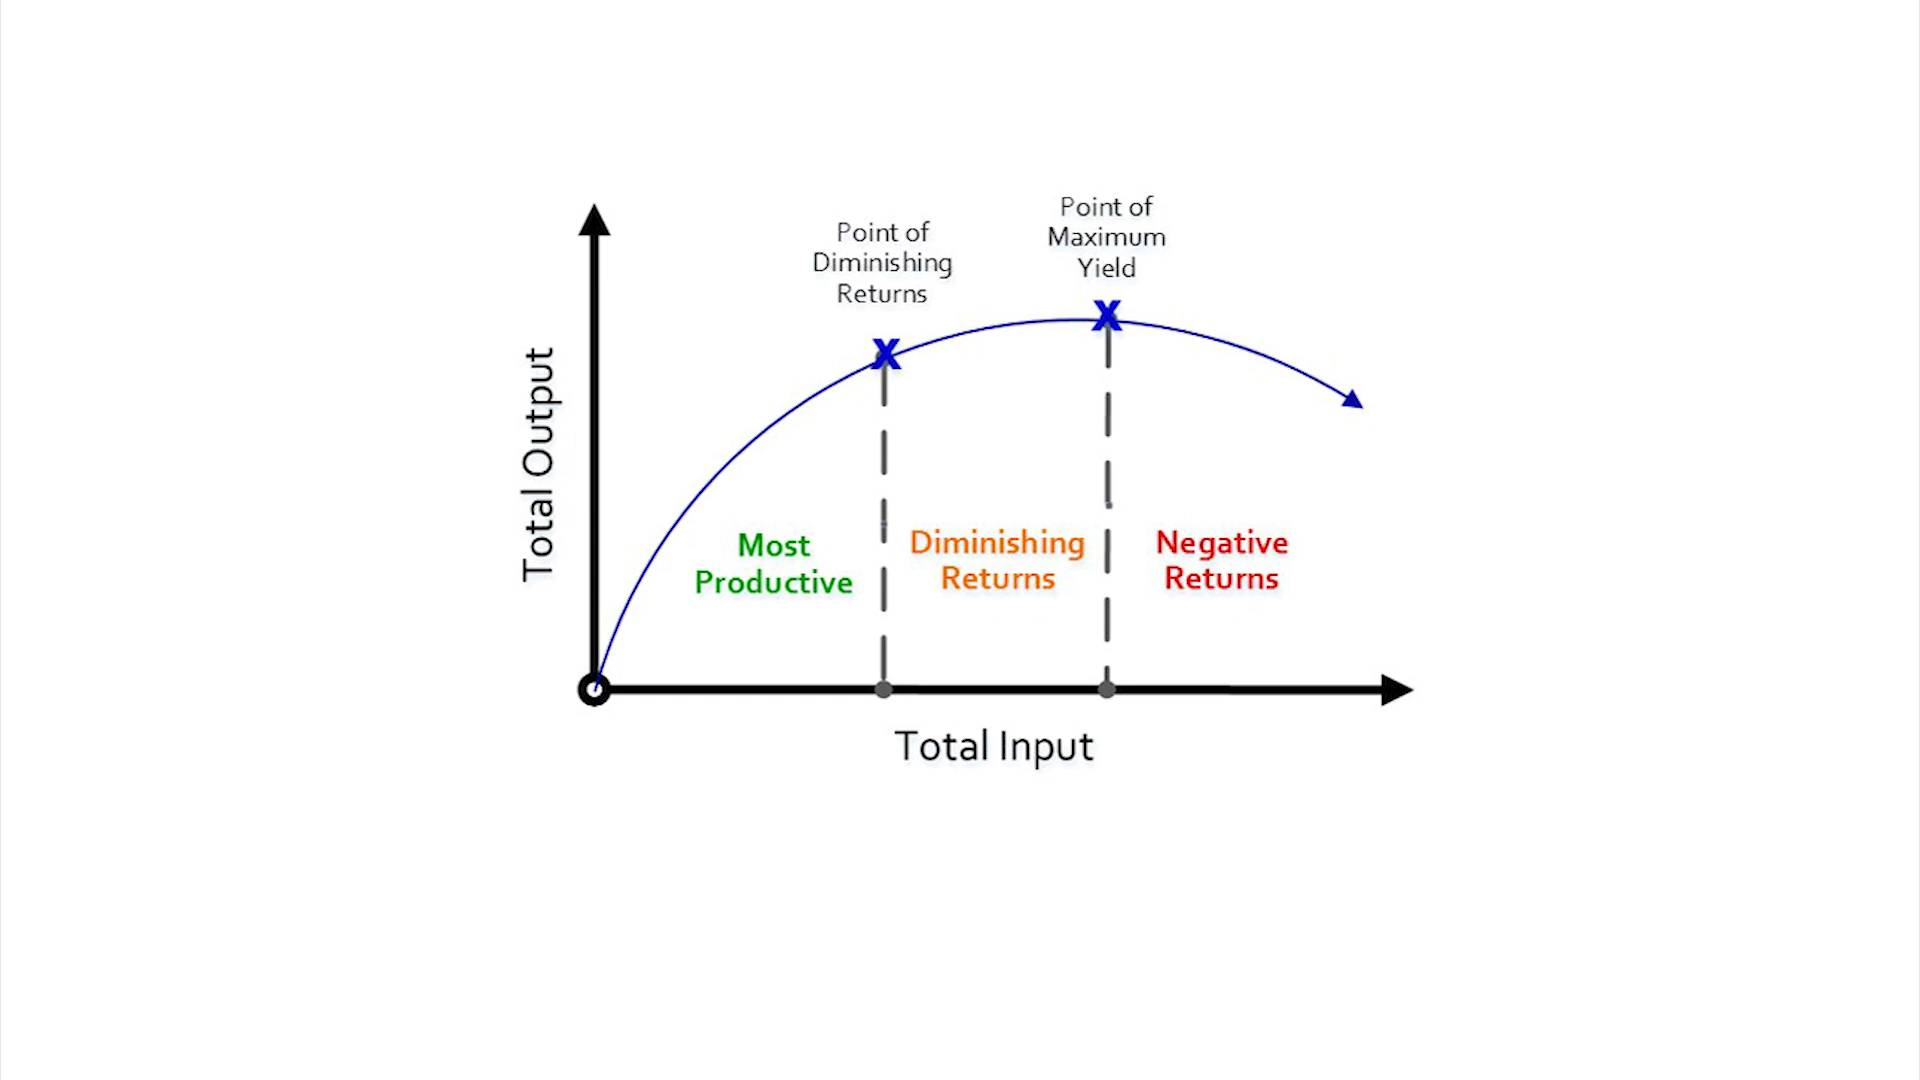 Point of
Diminishing
Returns
Point of
Maximum
Yield
Total Output
Most
Productive
Diminishing
Returns
Negative
Returns
Total Input